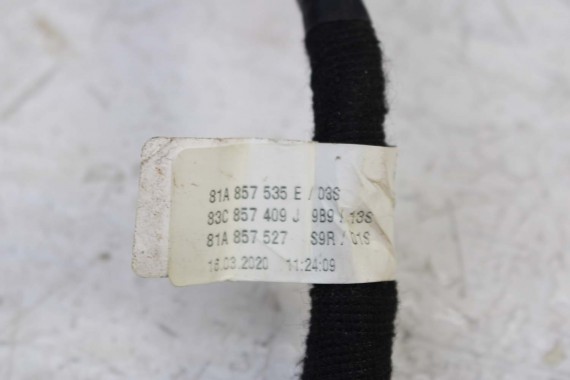 81A 857 535 E / 03S
83C 857 409 J 9B9 / 13S
81A 857 527 S9R / 01S
16.03.2020 11:24:09